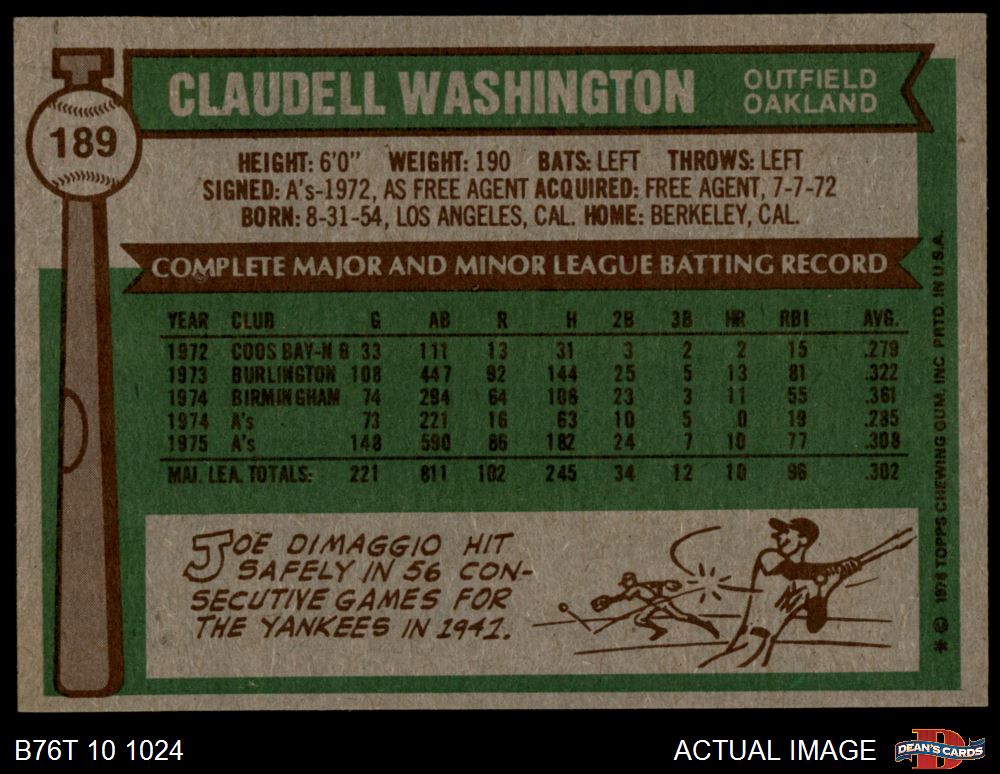 CLAUDELL WASHINGTON
OUTFIELD
OAKLAND
189
HEIGHT: 6'0" WEIGHT: 190 BATS: LEFT THROWS: LEFT
SIGNED: A's-1972, AS FREE AGENT ACQUIRED: FREE AGENT, 7-7-72
BORN: 8-31-54, LOS ANGELES, CAL. HOME: BERKELEY, CAL.
COMPLETE MAJOR AND MINOR LEAGUE BATTING RECORD
YEAR CLUB G AB R H 2B 3B HR RBI AVG.
1972 COOS BAY-N B 33 111 13 31 3 2 2 15 .279
1973 BURLINGTON 108 447 92 144 25 5 13 81 .322
1974 BIRMINGHAM 74 294 64 106 23 3 11 55 .361
1974 A's 73 221 16 63 10 5 0 19 .285
1975 A's 148 590 86 182 24 7 10 77 .308
MAJ. LEA. TOTALS: 221 811 102 245 34 12 10 96 .302
JOE DIMAGGIO HIT
SAFELY IN 56 CON-
SECUTIVE GAMES FOR
THE YANKEES IN 1941.
* © 1976 TOPPS CHEWING GUM, INC. PRTD. IN U.S.A.
B76T 10 1024
ACTUAL IMAGE
D
DEAN'S CARDS